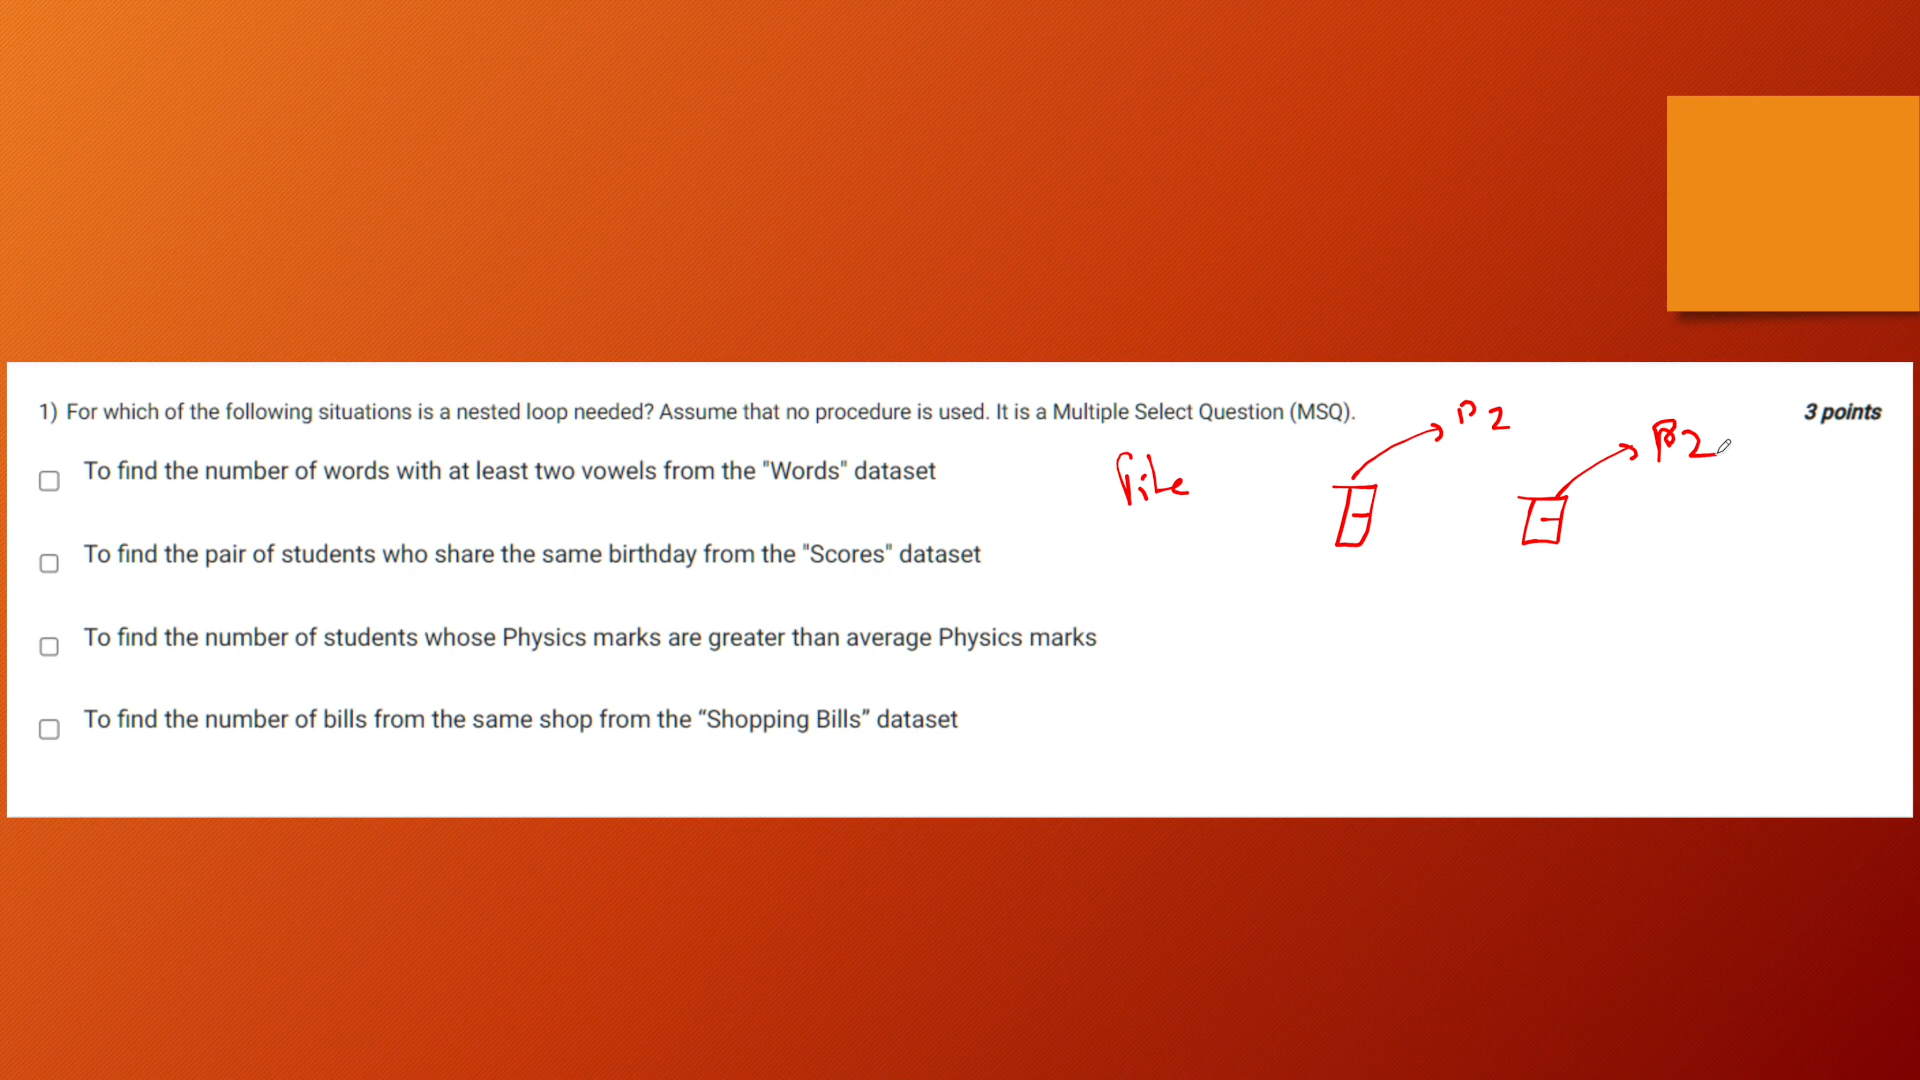 1) For which of the following situations is a nested loop needed? Assume that no procedure is used. It is a Multiple Select Question (MSQ).
3 points
To find the number of words with at least two vowels from the "Words" dataset
To find the pair of students who share the same birthday from the "Scores" dataset
To find the number of students whose Physics marks are greater than average Physics marks
To find the number of bills from the same shop from the “Shopping Bills” dataset